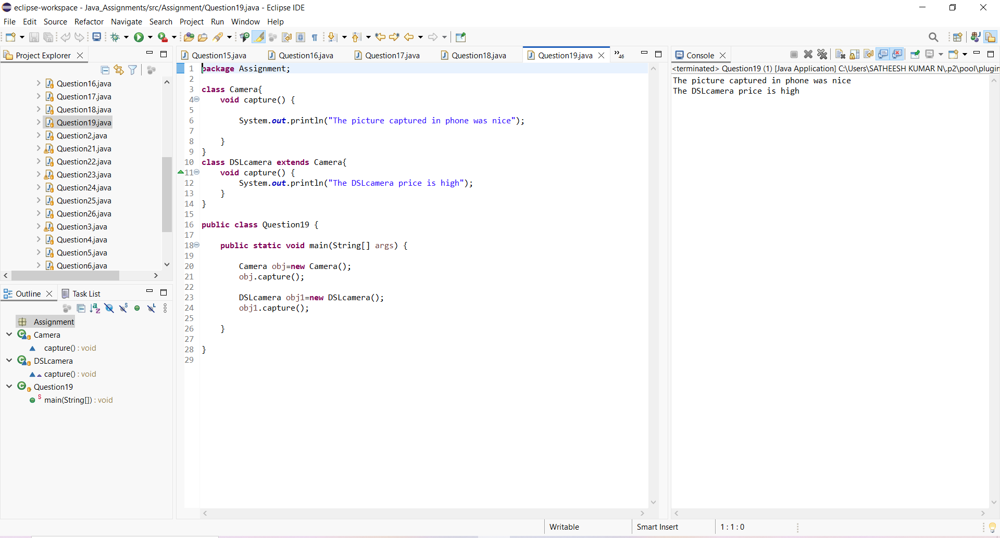 eclipse-workspace - Java_Assignments/src/Assignment/Question19.java - Eclipse IDE
File Edit Source Refactor Navigate Search Project Run Window Help
Project Explorer
Question16.java
Question17.java
Question18.java
Question19.java
Question2.java
Question21.java
Question22.java
Question23.java
Question24.java
Question25.java
Question26.java
Question3.java
Question4.java
Question5.java
Question6.java
Outline Task List
Assignment
Camera
capture() : void
DSLcamera
capture() : void
Question19
main(String[]) : void
Question15.java Question16.java Question17.java Question18.java Question19.java »46
1 package Assignment;
2
3 class Camera{
4 void capture() {
5
6 System.out.println("The picture captured in phone was nice");
7
8 }
9 }
10 class DSLcamera extends Camera{
11 void capture() {
12 System.out.println("The DSLcamera price is high");
13 }
14 }
15
16 public class Question19 {
17
18 public static void main(String[] args) {
19
20 Camera obj=new Camera();
21 obj.capture();
22
23 DSLcamera obj1=new DSLcamera();
24 obj1.capture();
25
26 }
27
28 }
29
Console
<terminated> Question19 (1) [Java Application] C:\Users\SATHEESH KUMAR N\.p2\pool\plugin
The picture captured in phone was nice
The DSLcamera price is high
Writable Smart Insert 1 : 1 : 0